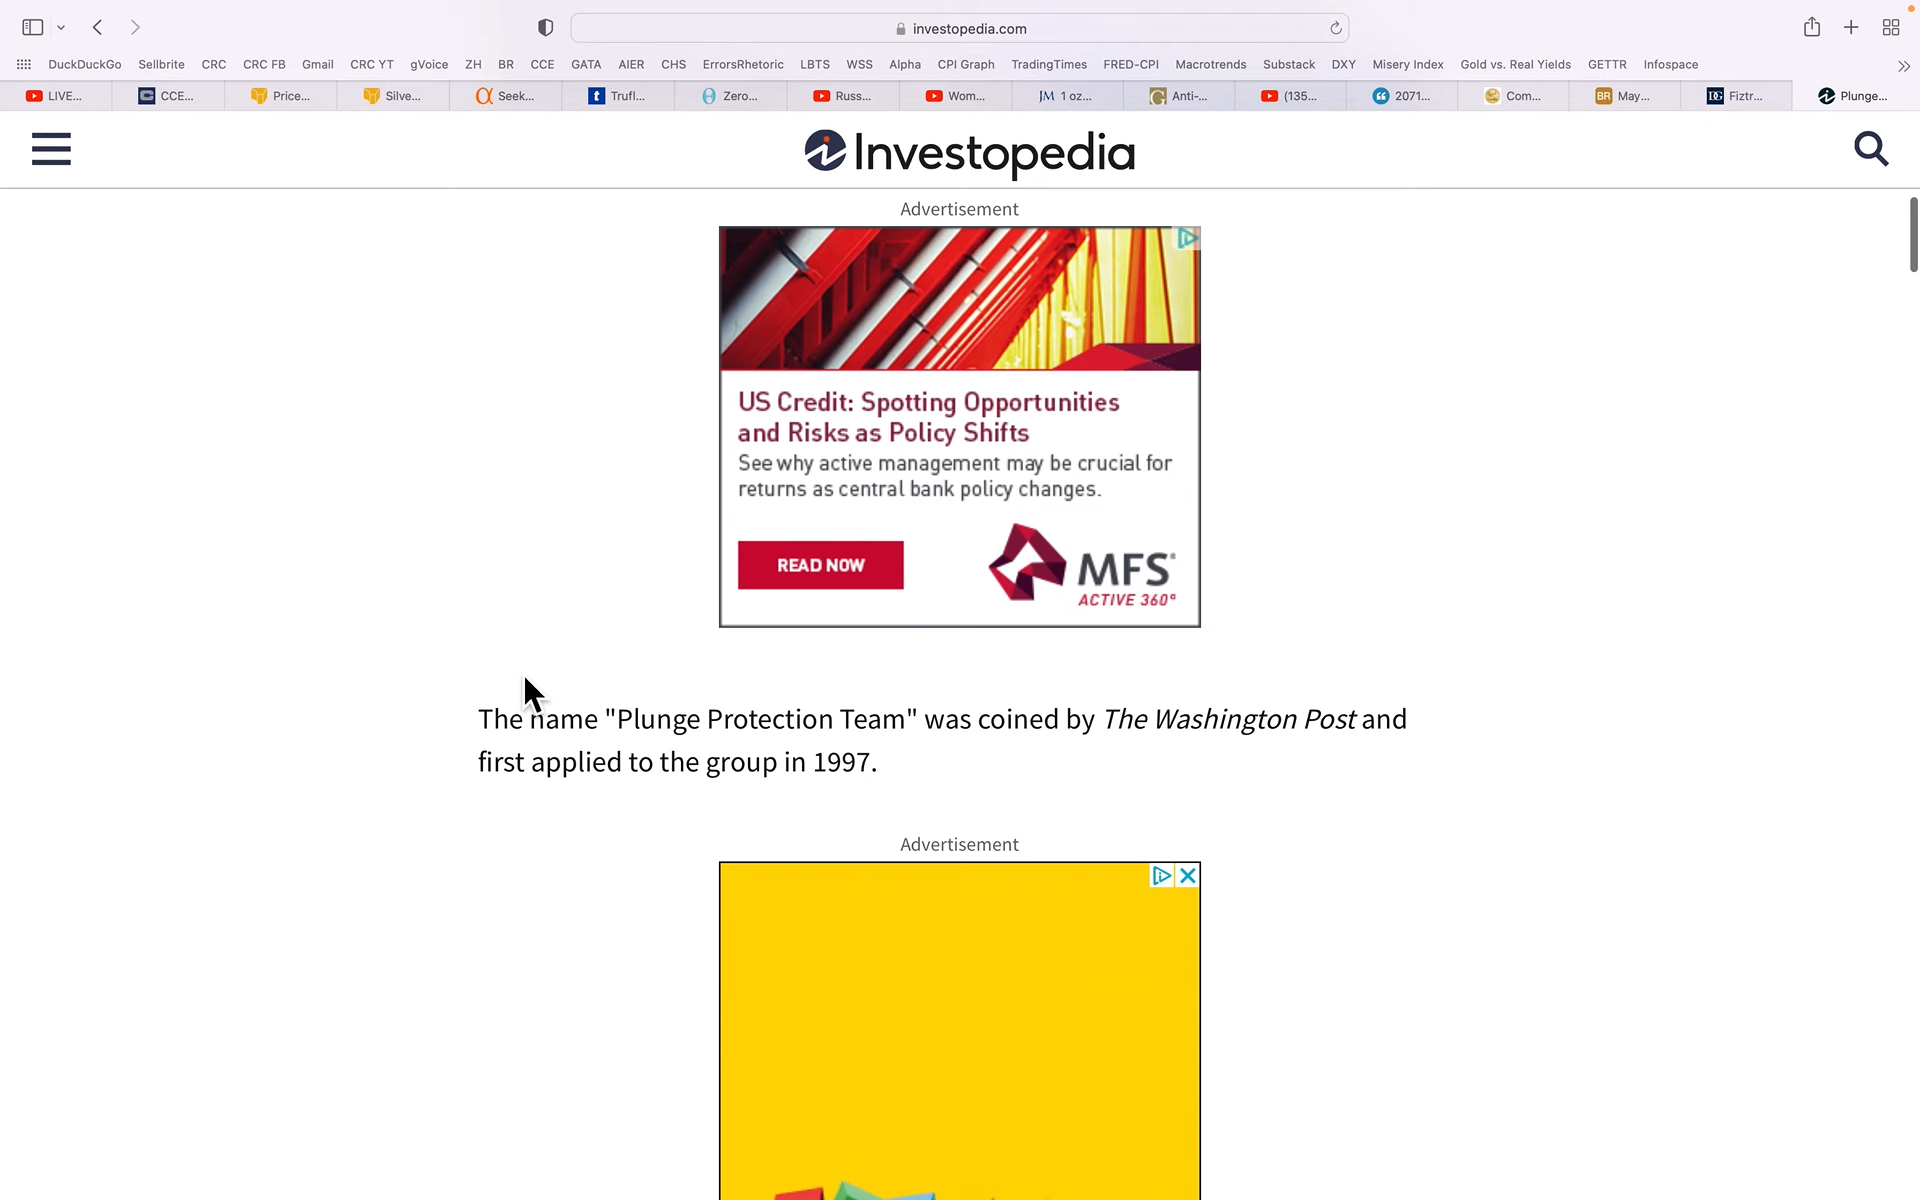 investopedia.com
DuckDuckGo Sellbrite CRC CRC FB Gmail CRC YT gVoice ZH BR CCE GATA AIER CHS ErrorsRhetoric LBTS WSS Alpha CPI Graph TradingTimes FRED-CPI Macrotrends Substack DXY Misery Index Gold vs. Real Yields GETTR Infospace
LIVE... CCE... Price... Silve... Seek... Trufl... Zero... Russ... Wom... JM 1 oz... Anti-... (135... 2071... Com... BR May... DG Fiztr... Plunge...
Investopedia
Advertisement
US Credit: Spotting Opportunities
and Risks as Policy Shifts
See why active management may be crucial for
returns as central bank policy changes.
READ NOW
MFS®
ACTIVE 360°
The name "Plunge Protection Team" was coined by The Washington Post and
first applied to the group in 1997.
Advertisement